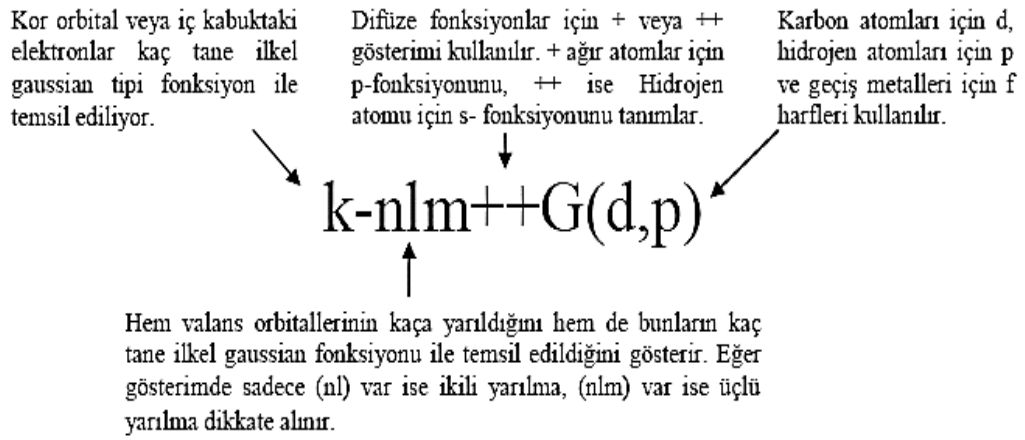 Kor orbital veya iç kabuktaki
elektronlar kaç tane ilkel
gaussian tipi fonksiyon ile
temsil ediliyor.
Difüze fonksiyonlar için + veya ++
gösterimi kullanılır. + ağır atomlar için
p-fonksiyonunu, ++ ise Hidrojen
atomu için s- fonksiyonunu tanımlar.
Karbon atomları için d,
hidrojen atomları için p
ve geçiş metalleri için f
harfleri kullanılır.
k-nlm++G(d,p)
Hem valans orbitallerinin kaça yarıldığını hem de bunların kaç
tane ilkel gaussian fonksiyonu ile temsil edildiğini gösterir. Eğer
gösterimde sadece (nl) var ise ikili yarılma, (nlm) var ise üçlü
yarılma dikkate alınır.